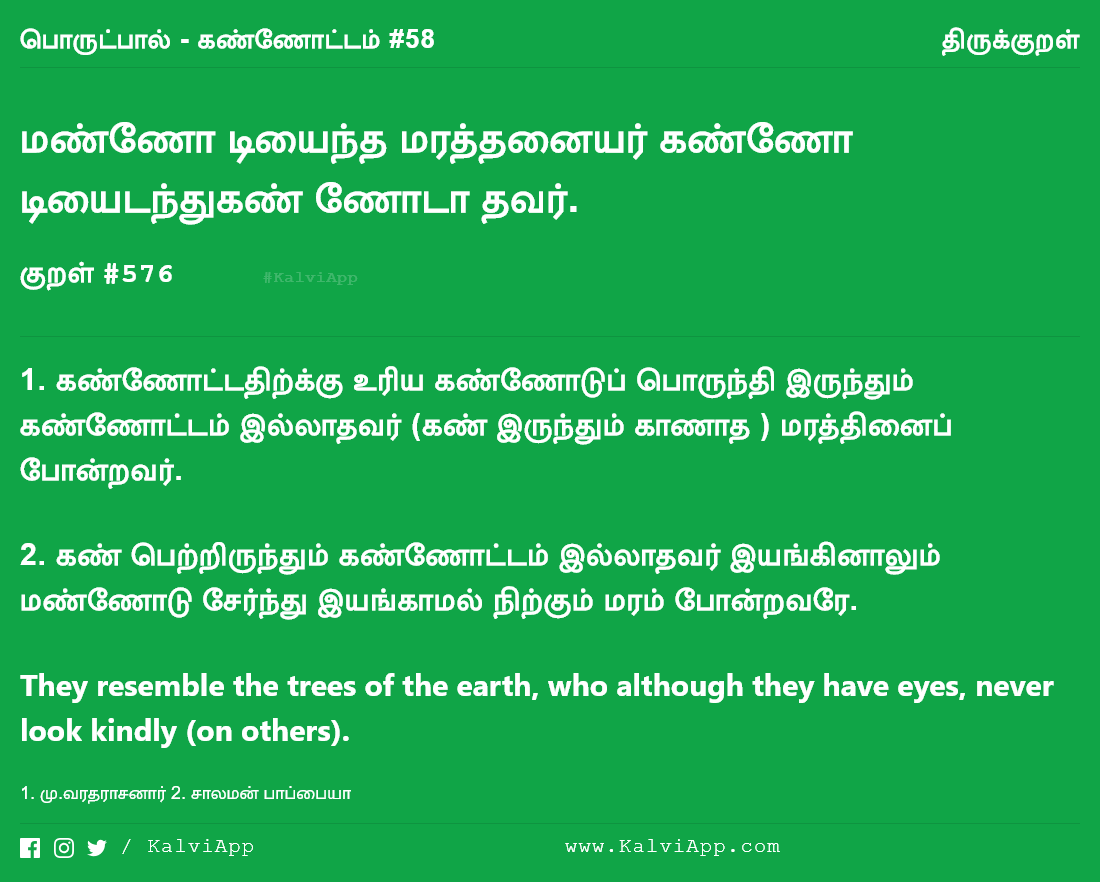 பொருட்பால் - கண்ணோட்டம் #58 திருக்குறள்
மண்ணோ டியைந்த மரத்தனையர் கண்ணோ
டியைடந்துகண் ணோடா தவர்.
குறள் #576 #KalviApp
1. கண்ணோட்டதிற்க்கு உரிய கண்ணோடுப் பொருந்தி இருந்தும்
கண்ணோட்டம் இல்லாதவர் (கண் இருந்தும் காணாத ) மரத்தினைப்
போன்றவர்.
2. கண் பெற்றிருந்தும் கண்ணோட்டம் இல்லாதவர் இயங்கினாலும்
மண்ணோடு சேர்ந்து இயங்காமல் நிற்கும் மரம் போன்றவரே.
They resemble the trees of the earth, who although they have eyes, never
look kindly (on others).
1. மு.வரதராசனார் 2. சாலமன் பாப்பையா
/ KalviApp www.KalviApp.com